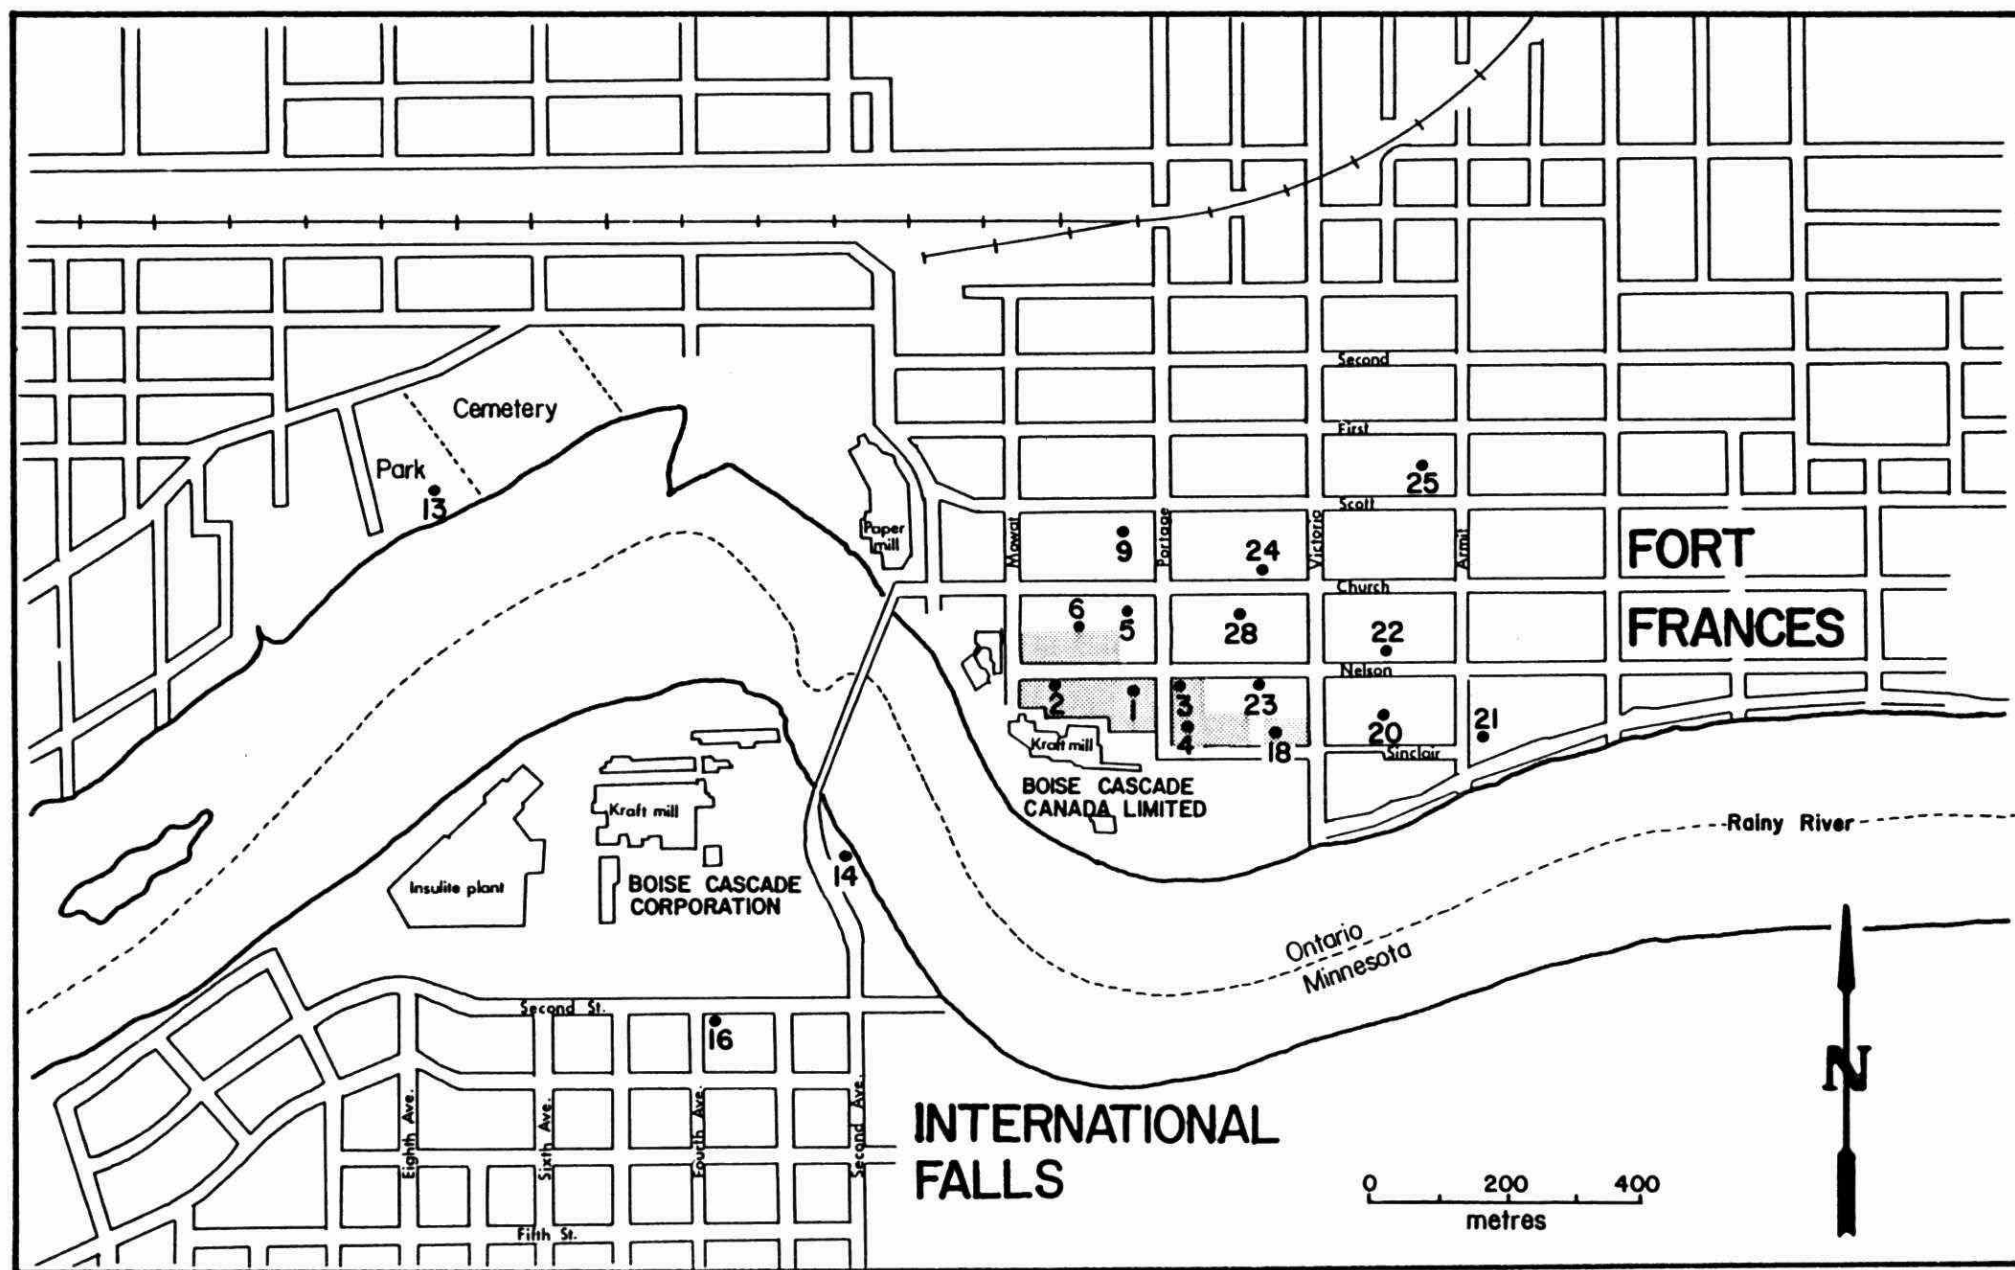 Second
Cemetery
First
Park
25
13
Scott
Mowat
Portage
Victoria
Armit
Paper
mill
9
24
FORT
Church
6
5
28
22
FRANCES
Nelson
2
1
3
23
4
18
20
21
Sinclair
Kraft mill
BOISE CASCADE
CANADA LIMITED
Kraft mill
Rainy River
14
Insulite plant
BOISE CASCADE
CORPORATION
Ontario
Minnesota
Second St.
16
N
Eighth Ave.
Sixth Ave.
Fourth Ave.
Second Ave.
INTERNATIONAL
FALLS
0 200 400
metres
Fifth St.